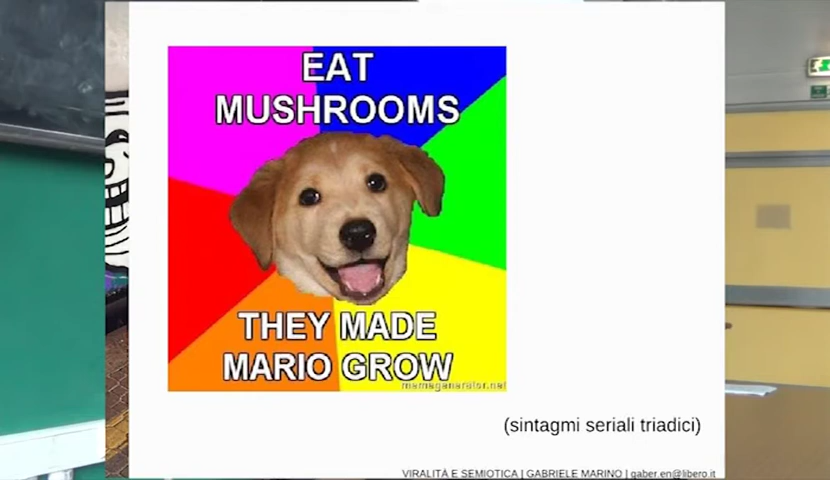 EAT
MUSHROOMS
THEY MADE
MARIO GROW
memegenerator.net
(sintagmi seriali triadici)
VIRALITÀ E SEMIOTICA | GABRIELE MARINO | gaber.en@libero.it